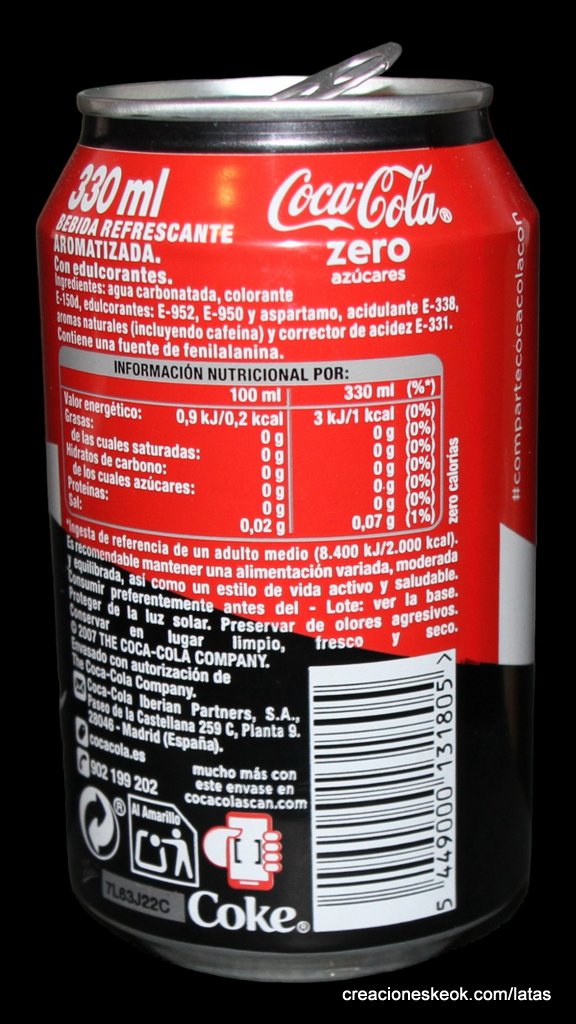 330 ml
BEBIDA REFRESCANTE
AROMATIZADA.
Con edulcorantes.
Ingredientes: agua carbonatada, colorante
E-150d, edulcorantes: E-952, E-950 y aspartamo, acidulante E-338,
aromas naturales (incluyendo cafeína) y corrector de acidez E-331.
Contiene una fuente de fenilalanina.
Coca-Cola®
zero
azúcares
INFORMACIÓN NUTRICIONAL POR:
100 ml 330 ml (%*)
Valor energético: 0,9 kJ/0,2 kcal 3 kJ/1 kcal (0%)
Grasas: 0 g 0 g (0%)
de las cuales saturadas: 0 g 0 g (0%)
Hidratos de carbono: 0 g 0 g (0%)
de los cuales azúcares: 0 g 0 g (0%)
Proteínas: 0 g 0 g (0%)
Sal: 0,02 g 0,07 g (1%)
zero calorías
#compartecocacolacon
*Ingesta de referencia de un adulto medio (8.400 kJ/2.000 kcal).
Es recomendable mantener una alimentación variada, moderada
y equilibrada, así como un estilo de vida activo y saludable.
Consumir preferentemente antes del - Lote: ver la base.
Proteger de la luz solar. Preservar de olores agresivos.
Conservar en lugar limpio, fresco y seco.
© 2007 THE COCA-COLA COMPANY.
Envasado con autorización de
The Coca-Cola Company.
Coca-Cola Iberian Partners, S.A.,
Paseo de la Castellana 259 C, Planta 9.
28046 - Madrid (España).
cocacola.es
902 199 202
mucho más con
este envase en
cocacolascan.com
®
Al Amarillo
7L63J22C
Coke®
5 449000 131805 >
creacioneskeok.com/latas